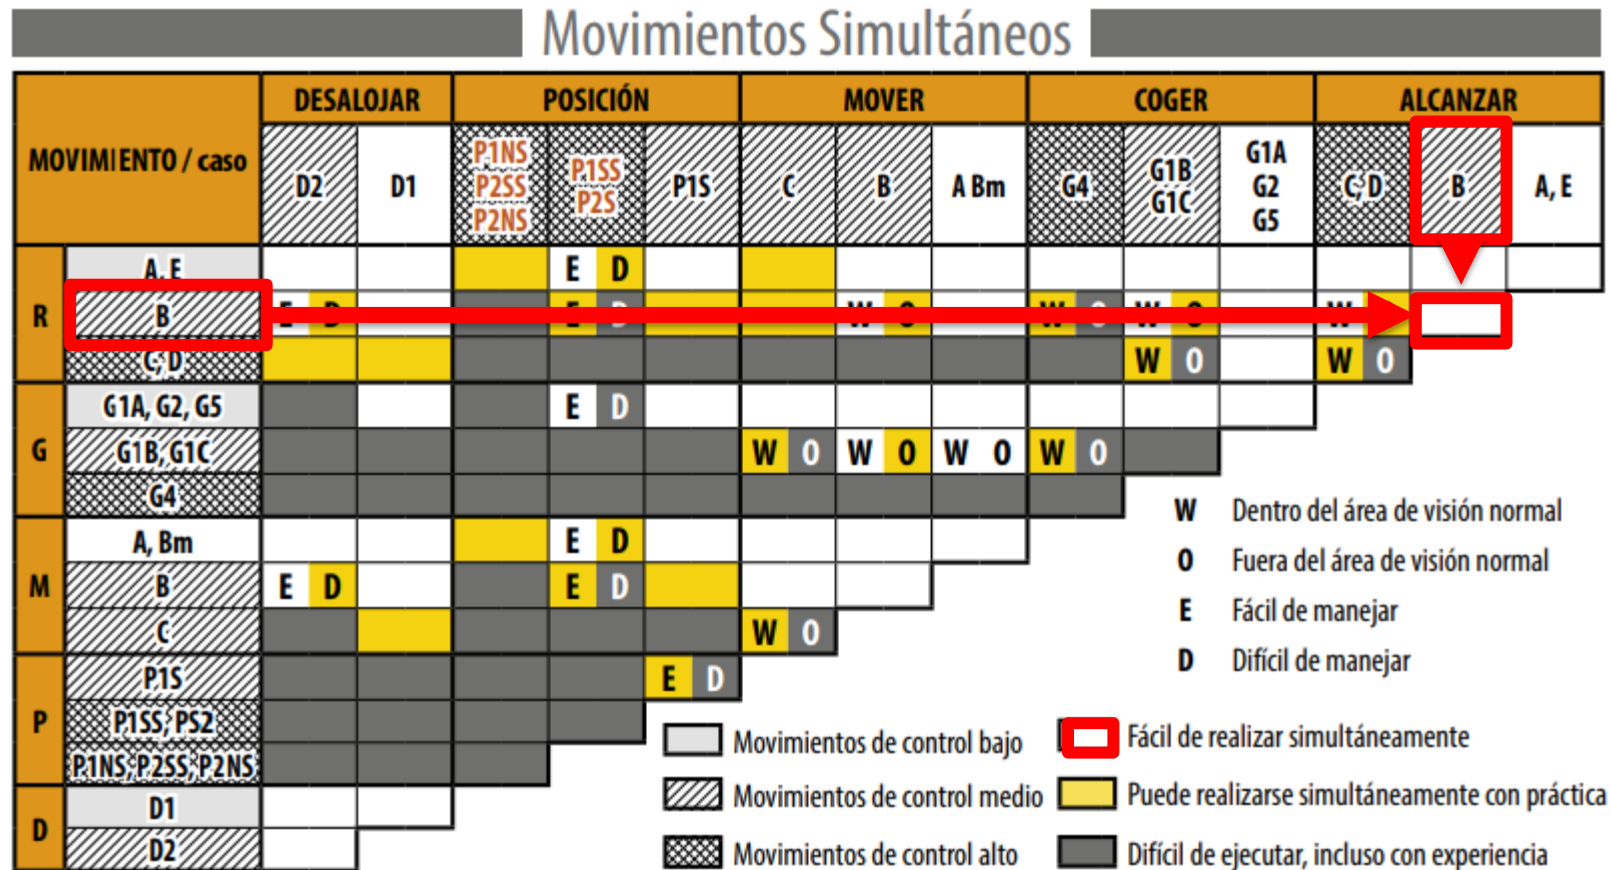 Movimientos Simultáneos
MOVIMIENTO / caso DESALOJAR POSICIÓN MOVER COGER ALCANZAR
D2 D1 P1NS P2SS P2NS P1SS P2S P1S C B A Bm G4 G1B G1C G1A G2 G5 C, D B A, E
R A, E E D
B E D E D W O W O W O W
C, D W O W O
G G1A, G2, G5 E D
G1B, G1C W O W O W O W O
G4
M A, Bm E D
B E D E D
C W O
P P1S E D
P1SS, PS2
P1NS, P2SS, P2NS
D D1
D2
W Dentro del área de visión normal
O Fuera del área de visión normal
E Fácil de manejar
D Difícil de manejar
Movimientos de control bajo
Movimientos de control medio
Movimientos de control alto
Fácil de realizar simultáneamente
Puede realizarse simultáneamente con práctica
Difícil de ejecutar, incluso con experiencia